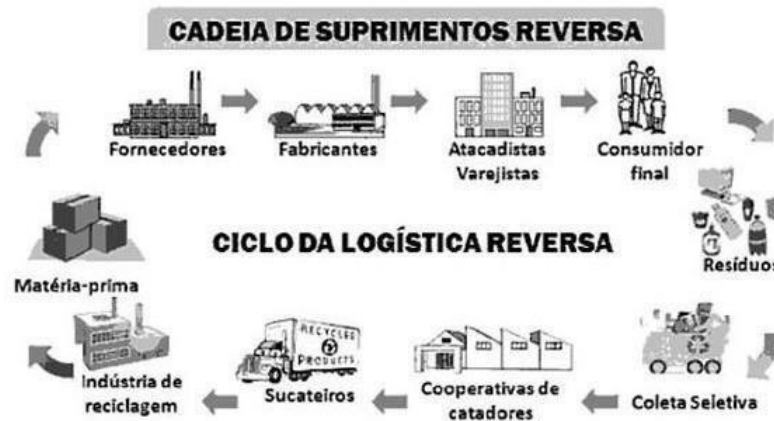 CADEIA DE SUPRIMENTOS REVERSA
Fornecedores
Fabricantes
Atacadistas
Varejistas
Consumidor
final
Resíduos
CICLO DA LOGÍSTICA REVERSA
Matéria-prima
Indústria de
reciclagem
RECYCLED
PRODUCTS
Sucateiros
Cooperativas de
catadores
Coleta Seletiva